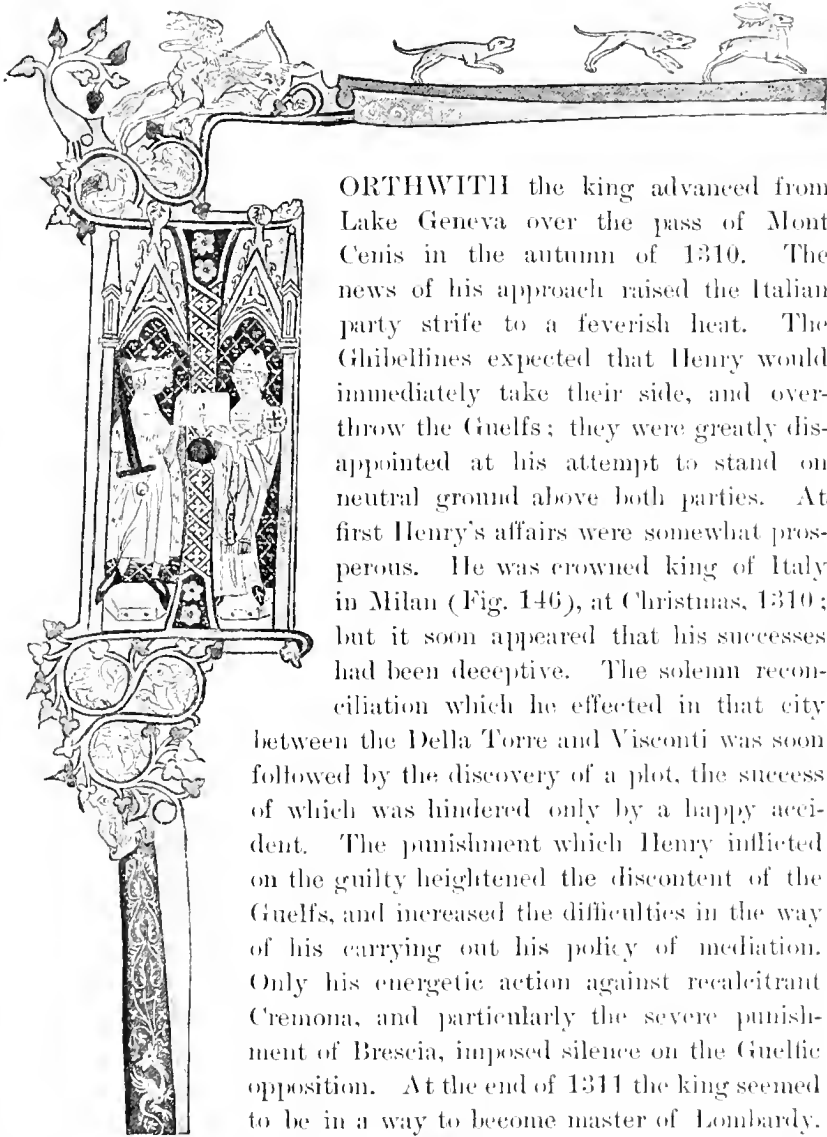 ORTHWITH the king advanced from
Lake Geneva over the pass of Mont
Cenis in the autumn of 1310. The
news of his approach raised the Italian
party strife to a feverish heat. The
Ghibellines expected that Henry would
immediately take their side, and over-
throw the Guelfs; they were greatly dis-
appointed at his attempt to stand on
neutral ground above both parties. At
first Henry's affairs were somewhat pros-
perous. He was crowned king of Italy
in Milan (Fig. 146), at Christmas, 1310;
but it soon appeared that his successes
had been deceptive. The solemn recon-
ciliation which he effected in that city
between the Della Torre and Visconti was soon
followed by the discovery of a plot, the success
of which was hindered only by a happy acci-
dent. The punishment which Henry inflicted
on the guilty heightened the discontent of the
Guelfs, and increased the difficulties in the way
of his carrying out his policy of mediation.
Only his energetic action against recalcitrant
Cremona, and particularly the severe punish-
ment of Brescia, imposed silence on the Guelfic
opposition. At the end of 1311 the king seemed
to be in a way to become master of Lombardy.